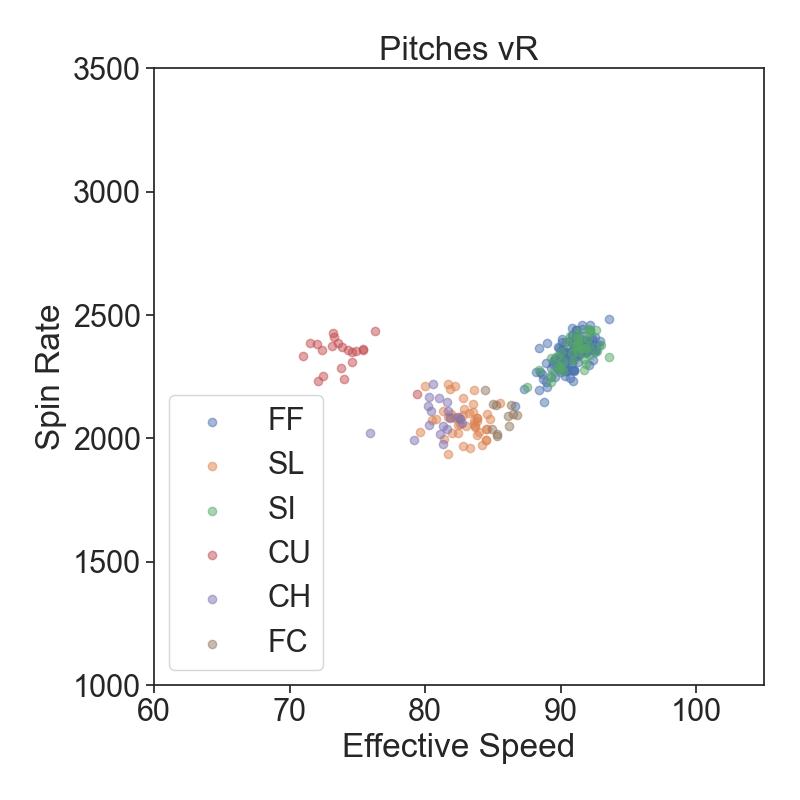 Pitches vR
3500
3000
2500
2000
1500
1000
Spin Rate
FF
SL
SI
CU
CH
FC
60 70 80 90 100
Effective Speed